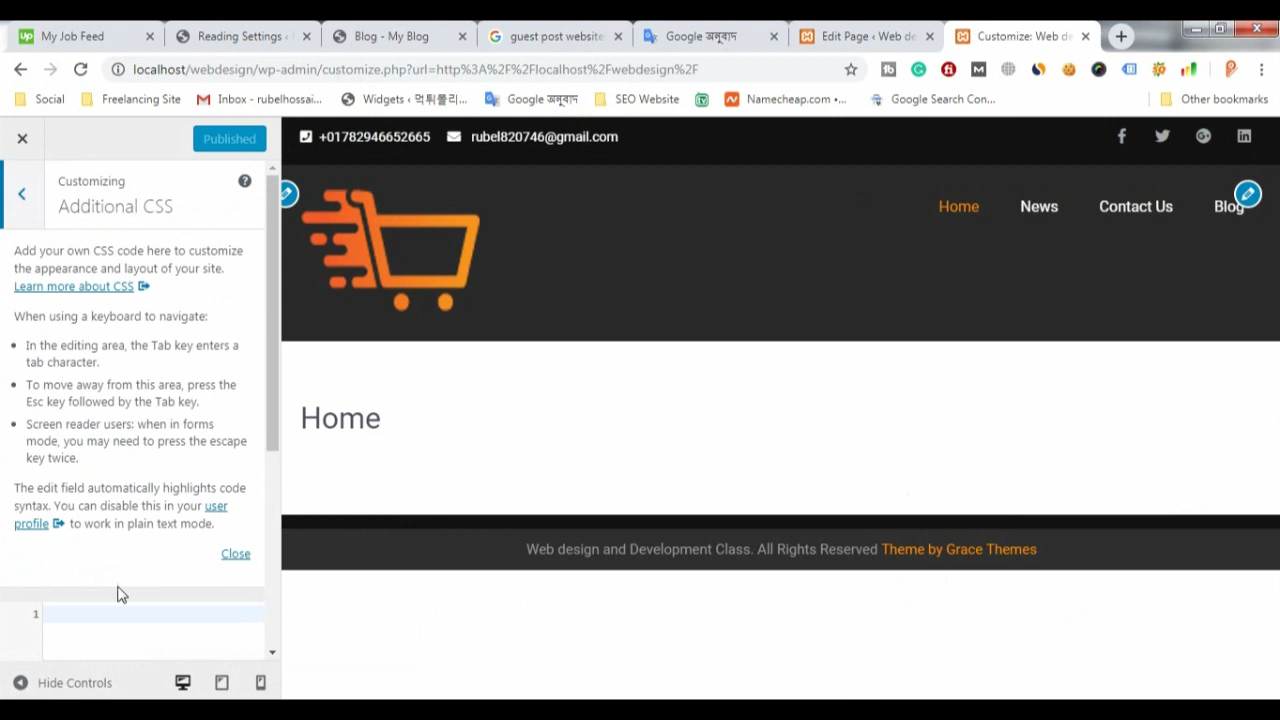 My Job Feed
Reading Settings ‹
Blog - My Blog
guest post website
Google অনুবাদ
Edit Page ‹ Web de
Customize: Web de
localhost/webdesign/wp-admin/customize.php?url=http%3A%2F%2Flocalhost%2Fwebdesign%2F
Social
Freelancing Site
Inbox - rubelhossai...
Widgets ‹ 먹튀폴리...
Google অনুবাদ
SEO Website
Namecheap.com •...
Google Search Con...
Other bookmarks
Published
Customizing
Additional CSS
Add your own CSS code here to customize
the appearance and layout of your site.
Learn more about CSS
When using a keyboard to navigate:
• In the editing area, the Tab key enters a
tab character.
• To move away from this area, press the
Esc key followed by the Tab key.
• Screen reader users: when in forms
mode, you may need to press the escape
key twice.
The edit field automatically highlights code
syntax. You can disable this in your user
profile to work in plain text mode.
Close
1
Hide Controls
+01782946652665 rubel820746@gmail.com
Home News Contact Us Blog
Home
Web design and Development Class. All Rights Reserved Theme by Grace Themes